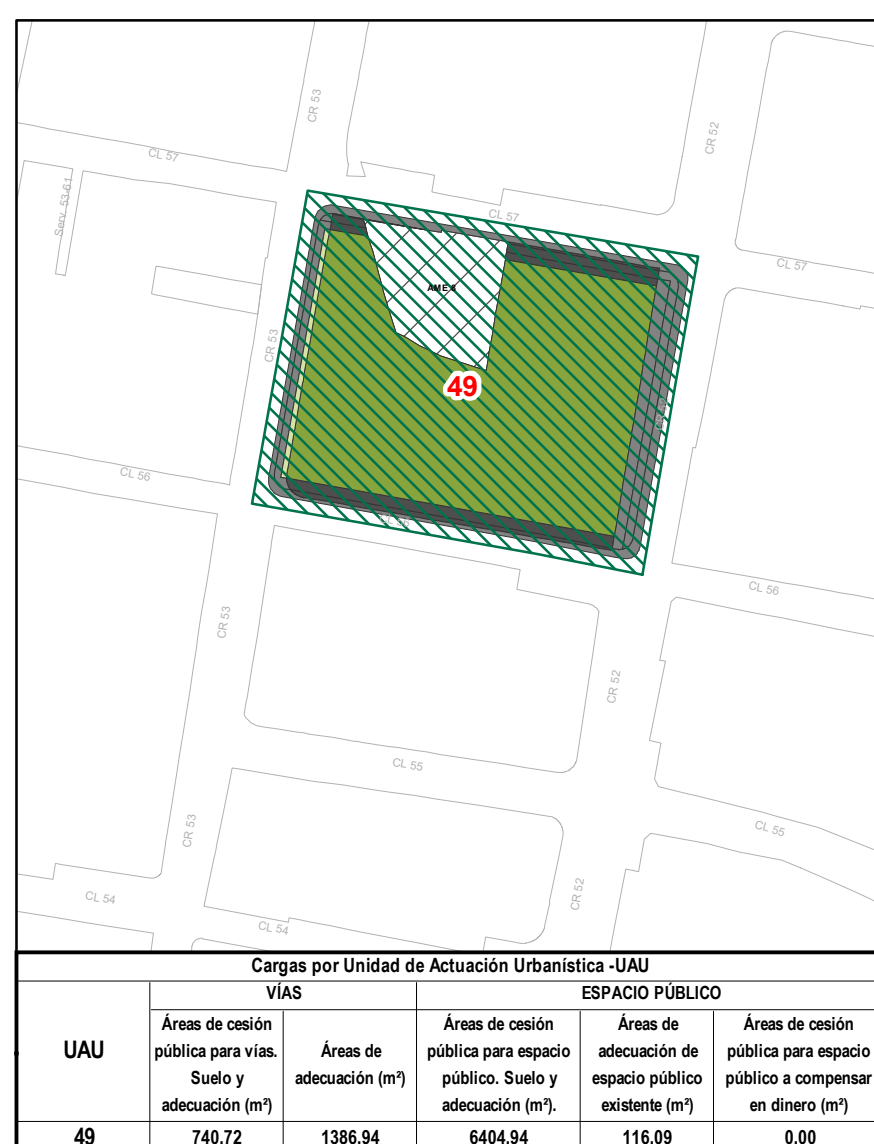 CR 53
CR 52
CL 57
Serv. 53-61
CL 57
CL 57
AME 8
CR 53
49
CL 56
CL 56
CL 56
CR 53
CR 52
CL 55
CL 55
CR 53
CR 52
CL 54
CL 54
Cargas por Unidad de Actuación Urbanística -UAU
UAU
VÍAS
ESPACIO PÚBLICO
Áreas de cesión pública para vías. Suelo y adecuación (m²)
Áreas de adecuación (m²)
Áreas de cesión pública para espacio público. Suelo y adecuación (m²).
Áreas de adecuación de espacio público existente (m²)
Áreas de cesión pública para espacio público a compensar en dinero (m²)
49 740.72 1386.94 6404.94 116.09 0.00